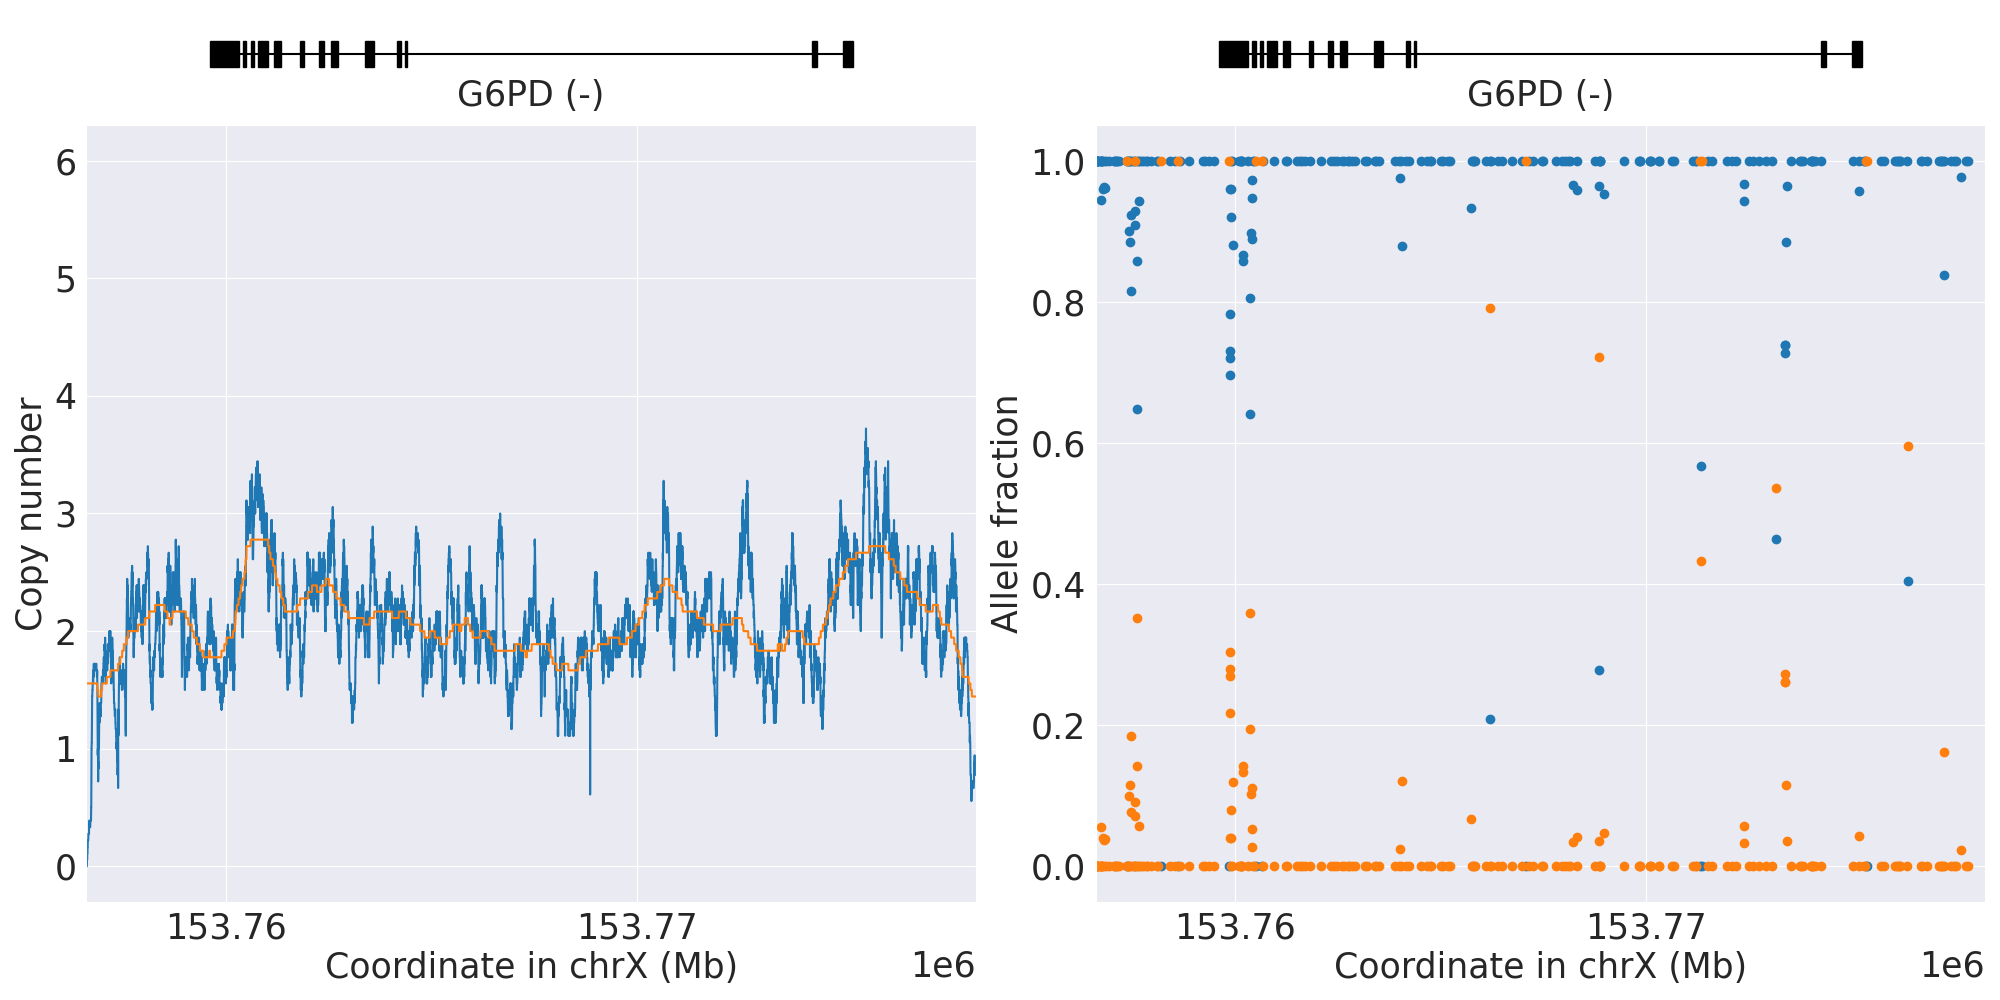 G6PD (-)
6
5
4
3
2
1
0
Copy number
153.76
153.77
Coordinate in chrX (Mb)
1e6
G6PD (-)
1.0
0.8
0.6
0.4
0.2
0.0
Allele fraction
153.76
153.77
Coordinate in chrX (Mb)
1e6